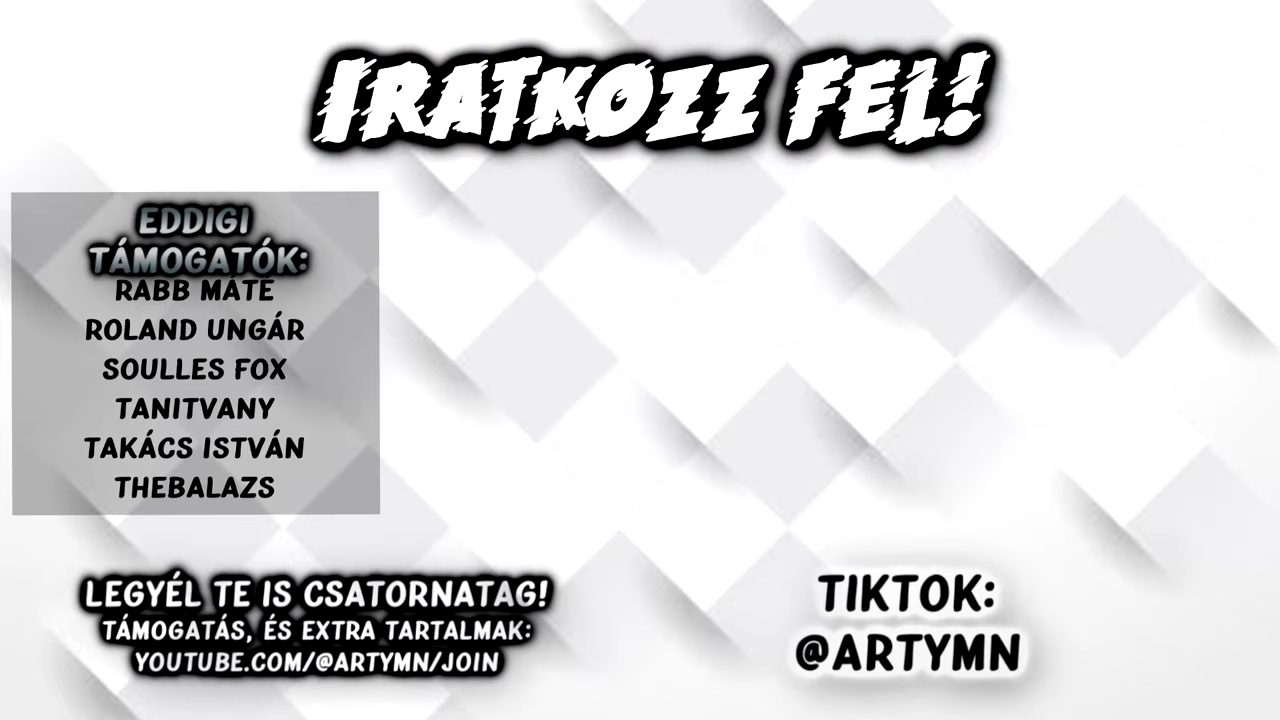 IRATKOZZ FEL!
EDDIGI
TÁMOGATÓK:
RABB MÁTÉ
ROLAND UNGÁR
SOULLES FOX
TANITVANY
TAKÁCS ISTVÁN
THEBALAZS
LEGYÉL TE IS CSATORNATAG!
TÁMOGATÁS, ÉS EXTRA TARTALMAK:
YOUTUBE.COM/@ARTYMN/JOIN
TIKTOK:
@ARTYMN